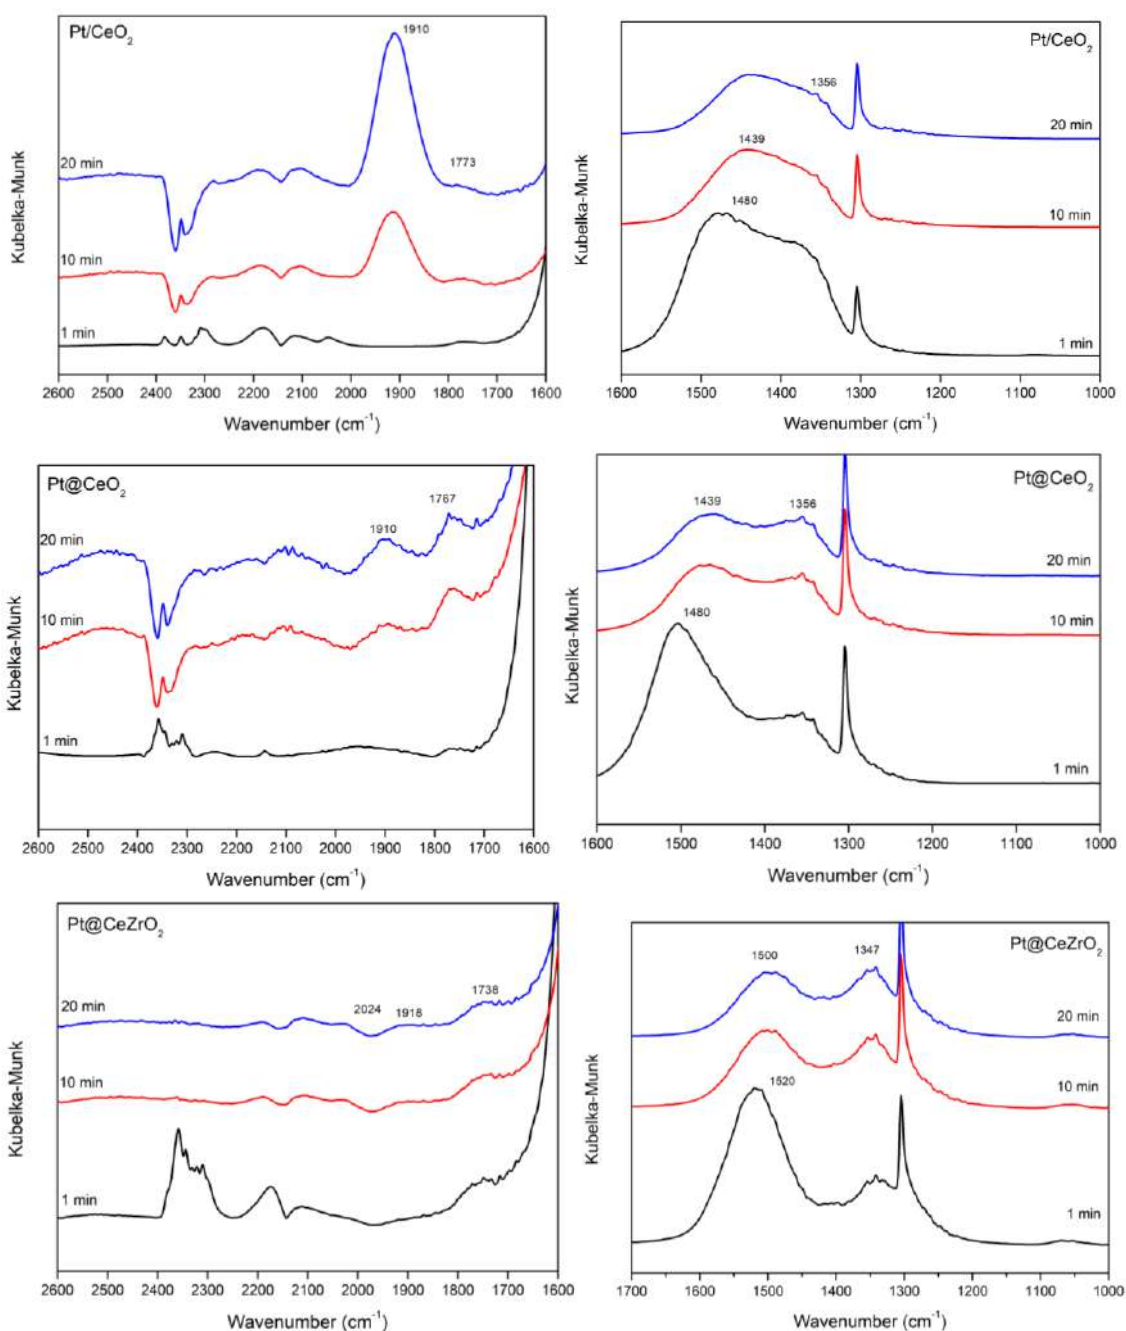 Pt/CeO₂
1910
1773
20 min
10 min
1 min
Kubelka-Munk
2600 2500 2400 2300 2200 2100 2000 1900 1800 1700 1600
Wavenumber (cm⁻¹)
Pt/CeO₂
1356
20 min
1439
10 min
1480
1 min
Kubelka-Munk
1600 1500 1400 1300 1200 1100 1000
Wavenumber (cm⁻¹)
Pt@CeO₂
1767
1910
20 min
10 min
1 min
Kubelka-Munk
2600 2500 2400 2300 2200 2100 2000 1900 1800 1700 1600
Wavenumber (cm⁻¹)
Pt@CeO₂
1439 1356
20 min
10 min
1480
1 min
Kubelka-Munk
1600 1500 1400 1300 1200 1100 1000
Wavenumber (cm⁻¹)
Pt@CeZrO₂
1738
2024 1918
20 min
10 min
1 min
Kubelka-Munk
2600 2500 2400 2300 2200 2100 2000 1900 1800 1700 1600
Wavenumber (cm⁻¹)
Pt@CeZrO₂
1500 1347
20 min
10 min
1520
1 min
Kubelka-Munk
1700 1600 1500 1400 1300 1200 1100 1000
Wavenumber (cm⁻¹)